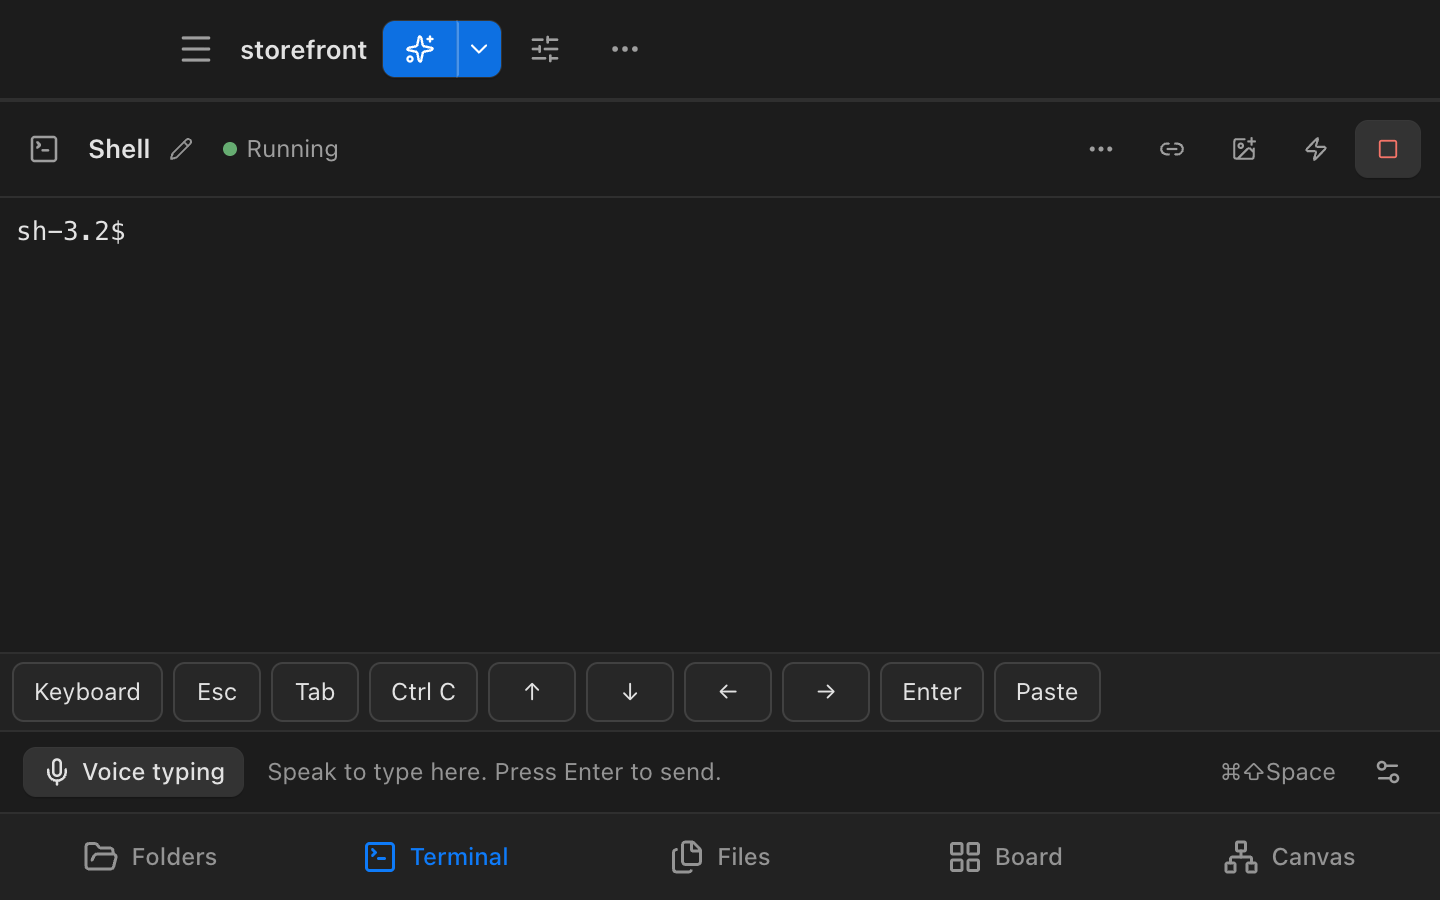 storefront
Shell Running
sh-3.2$
Keyboard Esc Tab Ctrl C ↑ ↓ ← → Enter Paste
Voice typing Speak to type here. Press Enter to send. ⌘⇧Space
Folders Terminal Files Board Canvas